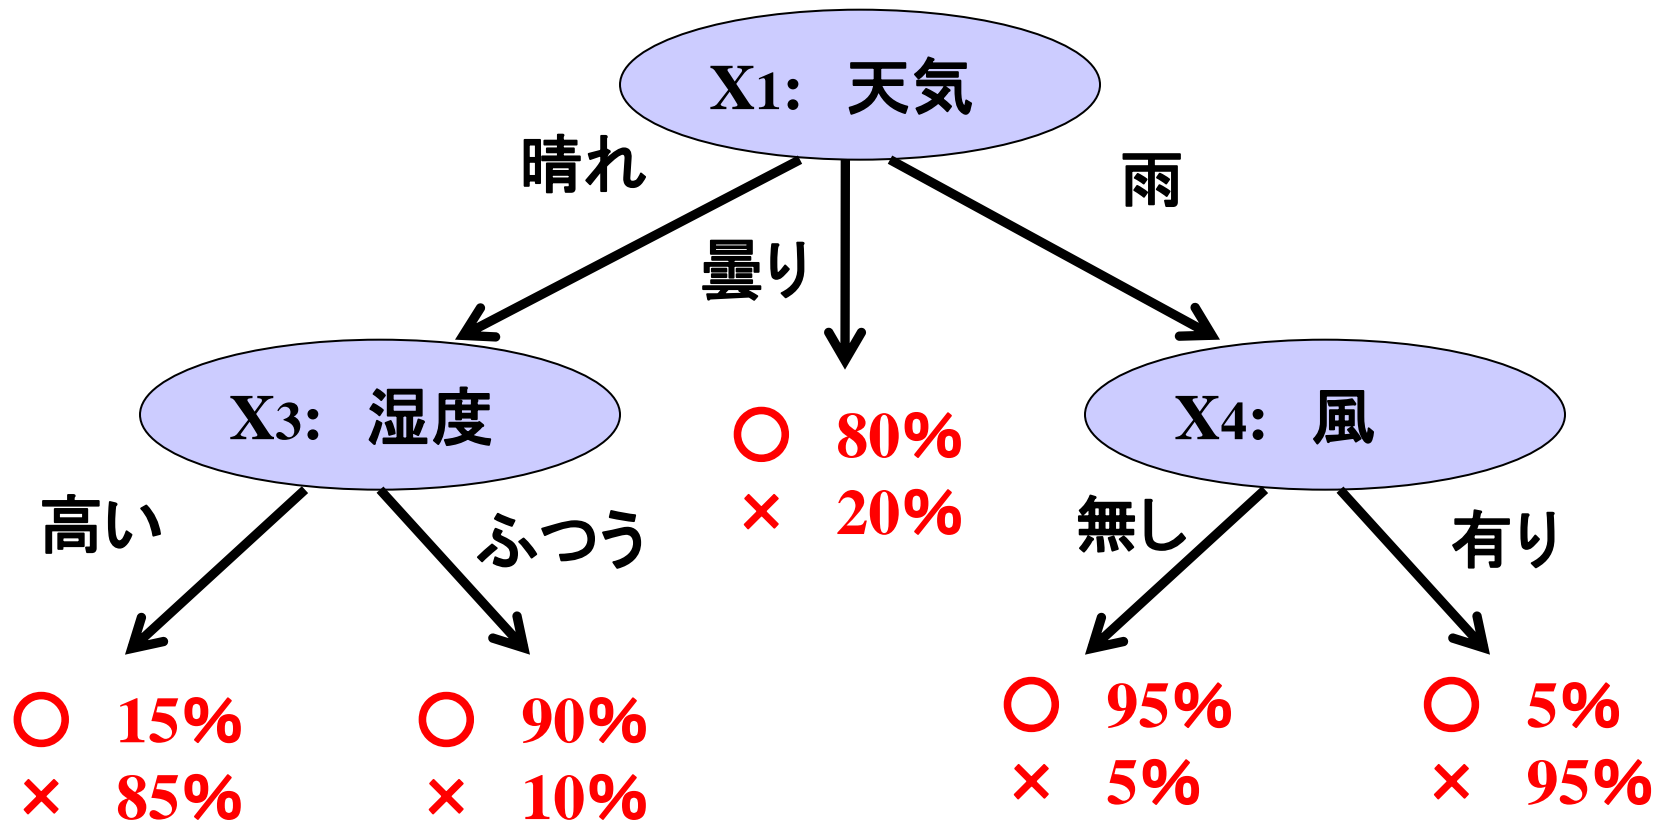 X1: 天気
晴れ
雨
曇り
X3: 湿度
X4: 風
○ 80%
× 20%
高い
ふつう
無し
有り
○ 15%
× 85%
○ 90%
× 10%
○ 95%
× 5%
○ 5%
× 95%